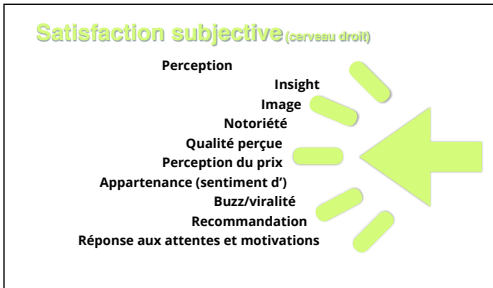 Satisfaction subjective (cerveau droit)
Perception
Insight
Image
Notoriété
Qualité perçue
Perception du prix
Appartenance (sentiment d’)
Buzz/viralité
Recommandation
Réponse aux attentes et motivations